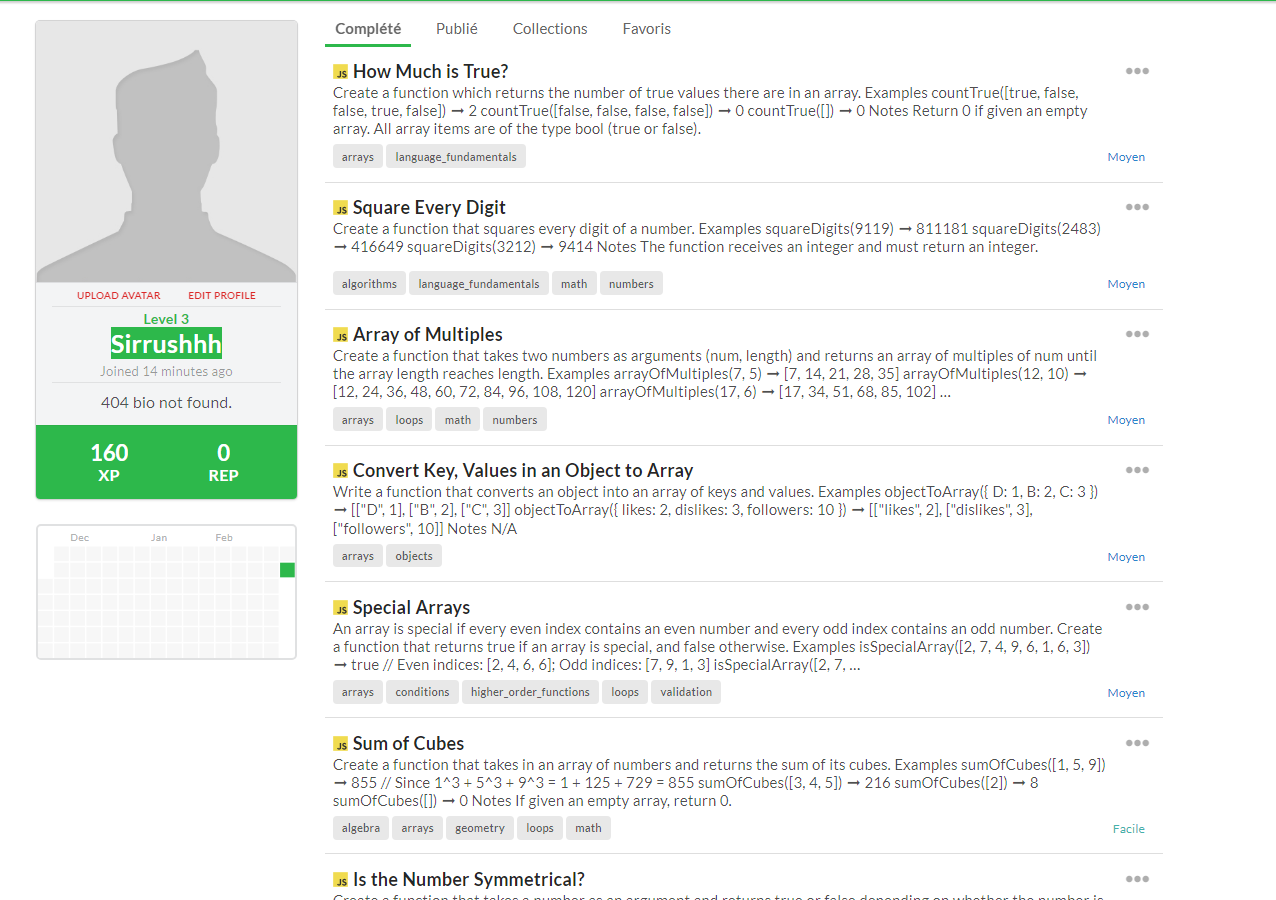 Complété Publié Collections Favoris
UPLOAD AVATAR EDIT PROFILE
Level 3
Sirrushhh
Joined 14 minutes ago
404 bio not found.
160 0
XP REP
Dec Jan Feb
JS How Much is True?
Create a function which returns the number of true values there are in an array. Examples countTrue([true, false,
false, true, false]) ➞ 2 countTrue([false, false, false, false]) ➞ 0 countTrue([]) ➞ 0 Notes Return 0 if given an empty
array. All array items are of the type bool (true or false).
arrays language_fundamentals Moyen
JS Square Every Digit
Create a function that squares every digit of a number. Examples squareDigits(9119) ➞ 811181 squareDigits(2483)
➞ 416649 squareDigits(3212) ➞ 9414 Notes The function receives an integer and must return an integer.
algorithms language_fundamentals math numbers Moyen
JS Array of Multiples
Create a function that takes two numbers as arguments (num, length) and returns an array of multiples of num until
the array length reaches length. Examples arrayOfMultiples(7, 5) ➞ [7, 14, 21, 28, 35] arrayOfMultiples(12, 10) ➞
[12, 24, 36, 48, 60, 72, 84, 96, 108, 120] arrayOfMultiples(17, 6) ➞ [17, 34, 51, 68, 85, 102] ...
arrays loops math numbers Moyen
JS Convert Key, Values in an Object to Array
Write a function that converts an object into an array of keys and values. Examples objectToArray({ D: 1, B: 2, C: 3 })
➞ [["D", 1], ["B", 2], ["C", 3]] objectToArray({ likes: 2, dislikes: 3, followers: 10 }) ➞ [["likes", 2], ["dislikes", 3],
["followers", 10]] Notes N/A
arrays objects Moyen
JS Special Arrays
An array is special if every even index contains an even number and every odd index contains an odd number. Create
a function that returns true if an array is special, and false otherwise. Examples isSpecialArray([2, 7, 4, 9, 6, 1, 6, 3])
➞ true // Even indices: [2, 4, 6, 6]; Odd indices: [7, 9, 1, 3] isSpecialArray([2, 7, ...
arrays conditions higher_order_functions loops validation Moyen
JS Sum of Cubes
Create a function that takes in an array of numbers and returns the sum of its cubes. Examples sumOfCubes([1, 5, 9])
➞ 855 // Since 1^3 + 5^3 + 9^3 = 1 + 125 + 729 = 855 sumOfCubes([3, 4, 5]) ➞ 216 sumOfCubes([2]) ➞ 8
sumOfCubes([]) ➞ 0 Notes If given an empty array, return 0.
algebra arrays geometry loops math Facile
JS Is the Number Symmetrical?
Create a function that takes a number as an argument and returns true or false depending on whether the number is